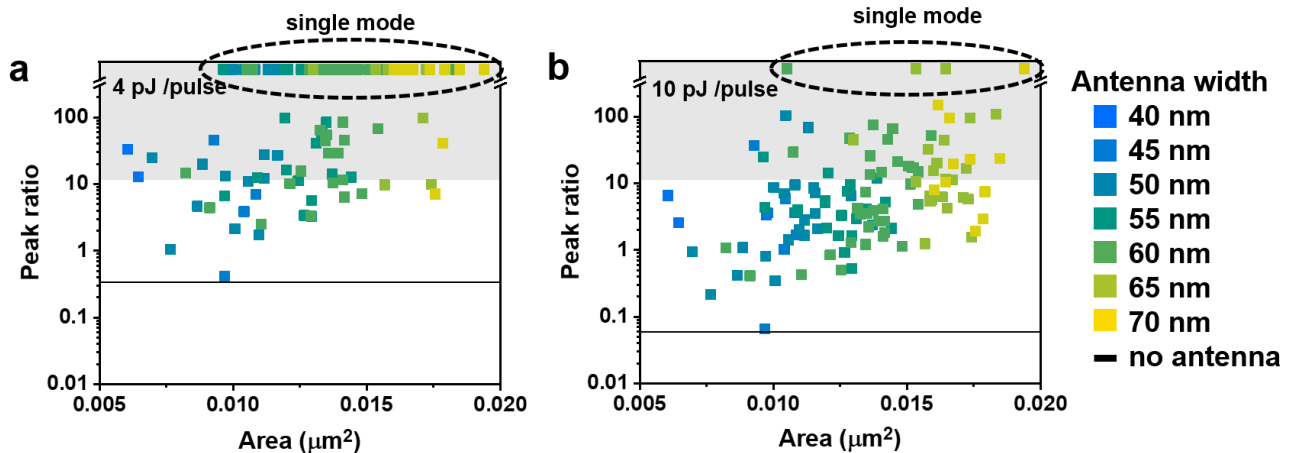 single mode
a
4 pJ /pulse
100
10
1
0.1
0.01
0.005
0.010
0.015
0.020
Peak ratio
Area (μm²)
single mode
b
10 pJ /pulse
100
10
1
0.1
0.01
0.005
0.010
0.015
0.020
Peak ratio
Area (μm²)
Antenna width
40 nm
45 nm
50 nm
55 nm
60 nm
65 nm
70 nm
no antenna